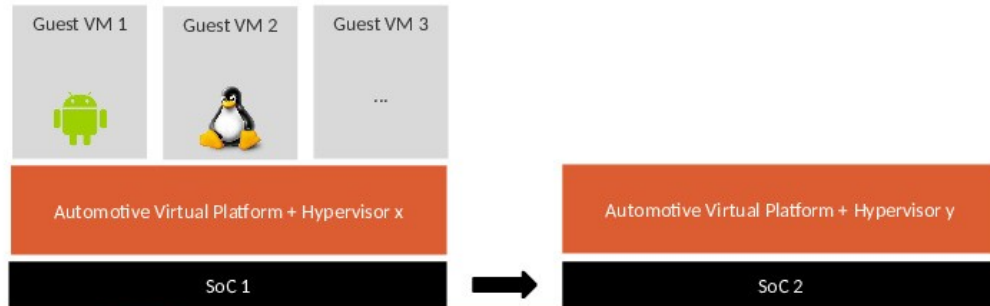 Guest VM 1
Guest VM 2
Guest VM 3
...
Automotive Virtual Platform + Hypervisor x
Automotive Virtual Platform + Hypervisor y
SoC 1
SoC 2